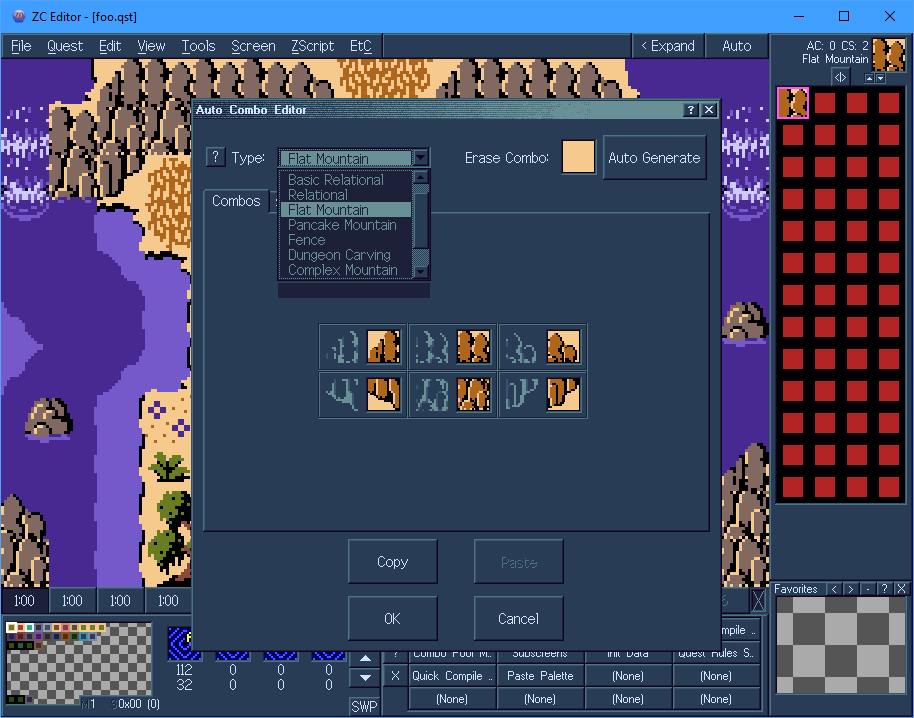 ZC Editor - [foo.qst]
File Quest Edit View Tools Screen ZScript EtC < Expand Auto
AC: 0 CS: 2
Flat Mountain
Auto Combo Editor ? X
? Type: Flat Mountain Erase Combo: Auto Generate
Basic Relational
Relational
Flat Mountain
Pancake Mountain
Fence
Dungeon Carving
Complex Mountain
Combos
Copy Paste
OK Cancel
1:00 1:00 1:00 1:00 X
Favorites < > - ? X
112 0 0 0
32 0 0 0
1 0x00 (0)
SWP
mpile ..
? Combo Pool M.. Subscreens Init Data Quest Rules S..
X Quick Compile .. Paste Palette (None) (None)
(None) (None) (None) (None)